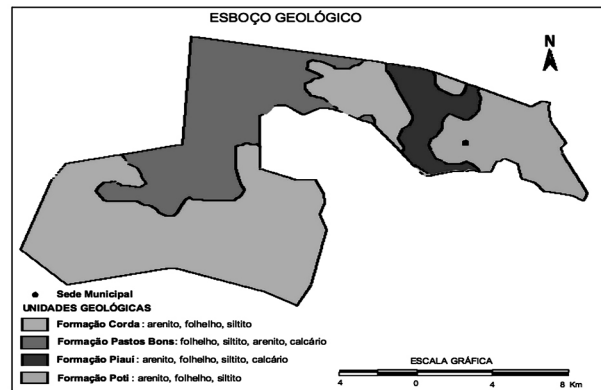 ESBOÇO GEOLÓGICO
N
Sede Municipal
UNIDADES GEOLÓGICAS
Formação Corda : arenito, folhelho, siltito
Formação Pastos Bons: folhelho, siltito, arenito, calcário
Formação Piauí : arenito, folhelho, siltito, calcário
Formação Poti : arenito, folhelho, siltito
ESCALA GRÁFICA
4 0 4 8 Km